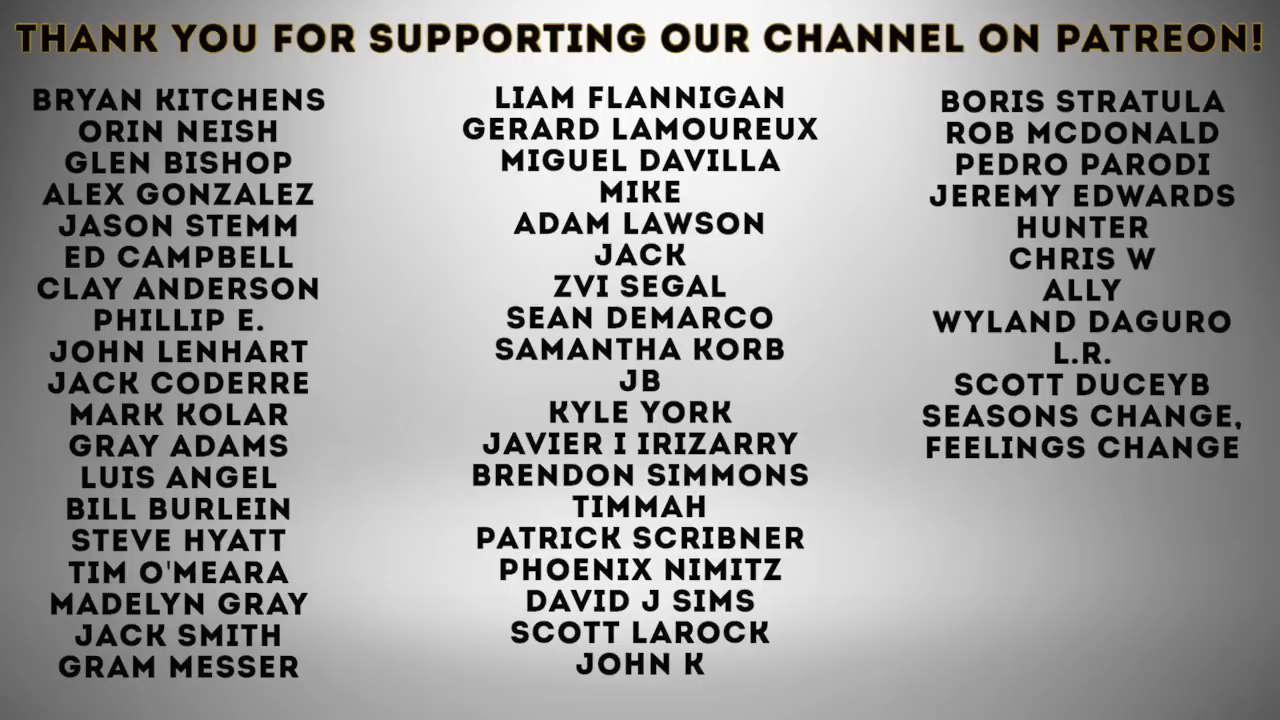 THANK YOU FOR SUPPORTING OUR CHANNEL ON PATREON!
BRYAN KITCHENS
ORIN NEISH
GLEN BISHOP
ALEX GONZALEZ
JASON STEMM
ED CAMPBELL
CLAY ANDERSON
PHILLIP E.
JOHN LENHART
JACK CODERRE
MARK KOLAR
GRAY ADAMS
LUIS ANGEL
BILL BURLEIN
STEVE HYATT
TIM O'MEARA
MADELYN GRAY
JACK SMITH
GRAM MESSER
LIAM FLANNIGAN
GERARD LAMOUREUX
MIGUEL DAVILLA
MIKE
ADAM LAWSON
JACK
ZVI SEGAL
SEAN DEMARCO
SAMANTHA KORB
JB
KYLE YORK
JAVIER I IRIZARRY
BRENDON SIMMONS
TIMMAH
PATRICK SCRIBNER
PHOENIX NIMITZ
DAVID J SIMS
SCOTT LAROCK
JOHN K
BORIS STRATULA
ROB MCDONALD
PEDRO PARODI
JEREMY EDWARDS
HUNTER
CHRIS W
ALLY
WYLAND DAGURO
L.R.
SCOTT DUCEYB
SEASONS CHANGE,
FEELINGS CHANGE